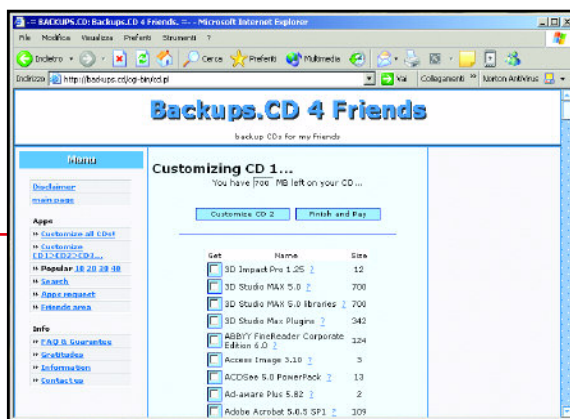 -= BACKUPS.CD: Backups.CD 4 Friends. =- - Microsoft Internet Explorer
File Modifica Visualizza Preferiti Strumenti ?
Indietro Cerca Preferiti Multimedia
Indirizzo http://backups.cd/cgi-bin/cd.pl Vai Collegamenti » Norton AntiVirus
Backups.CD 4 Friends
backup CDs for my friends
Menu
Disclaimer
main page
Apps
» Customize all CDs!
» Customize
CD1>CD2>CD3...
» Popular 10 20 30 40
» Search
» Apps request
» Friends area
Info
» FAQ & Guarantee
» Gratitudes
» Information
» Contact us
Customizing CD 1...
You have 700 MB left on your CD...
Customize CD 2 Finish and Pay
Get Name Size
3D Impact Pro 1.25 ? 12
3D Studio MAX 5.0 ? 700
3D Studio MAX 5.0 libraries ? 700
3D Studio Max Plugins ? 342
ABBYY FineReader Corporate
Edition 6.0 ? 124
Access Image 3.10 ? 3
ACDSee 5.0 PowerPack ? 13
Ad-aware Plus 5.82 ? 2
Adobe Acrobat 5.0.5 SP1 ? 109